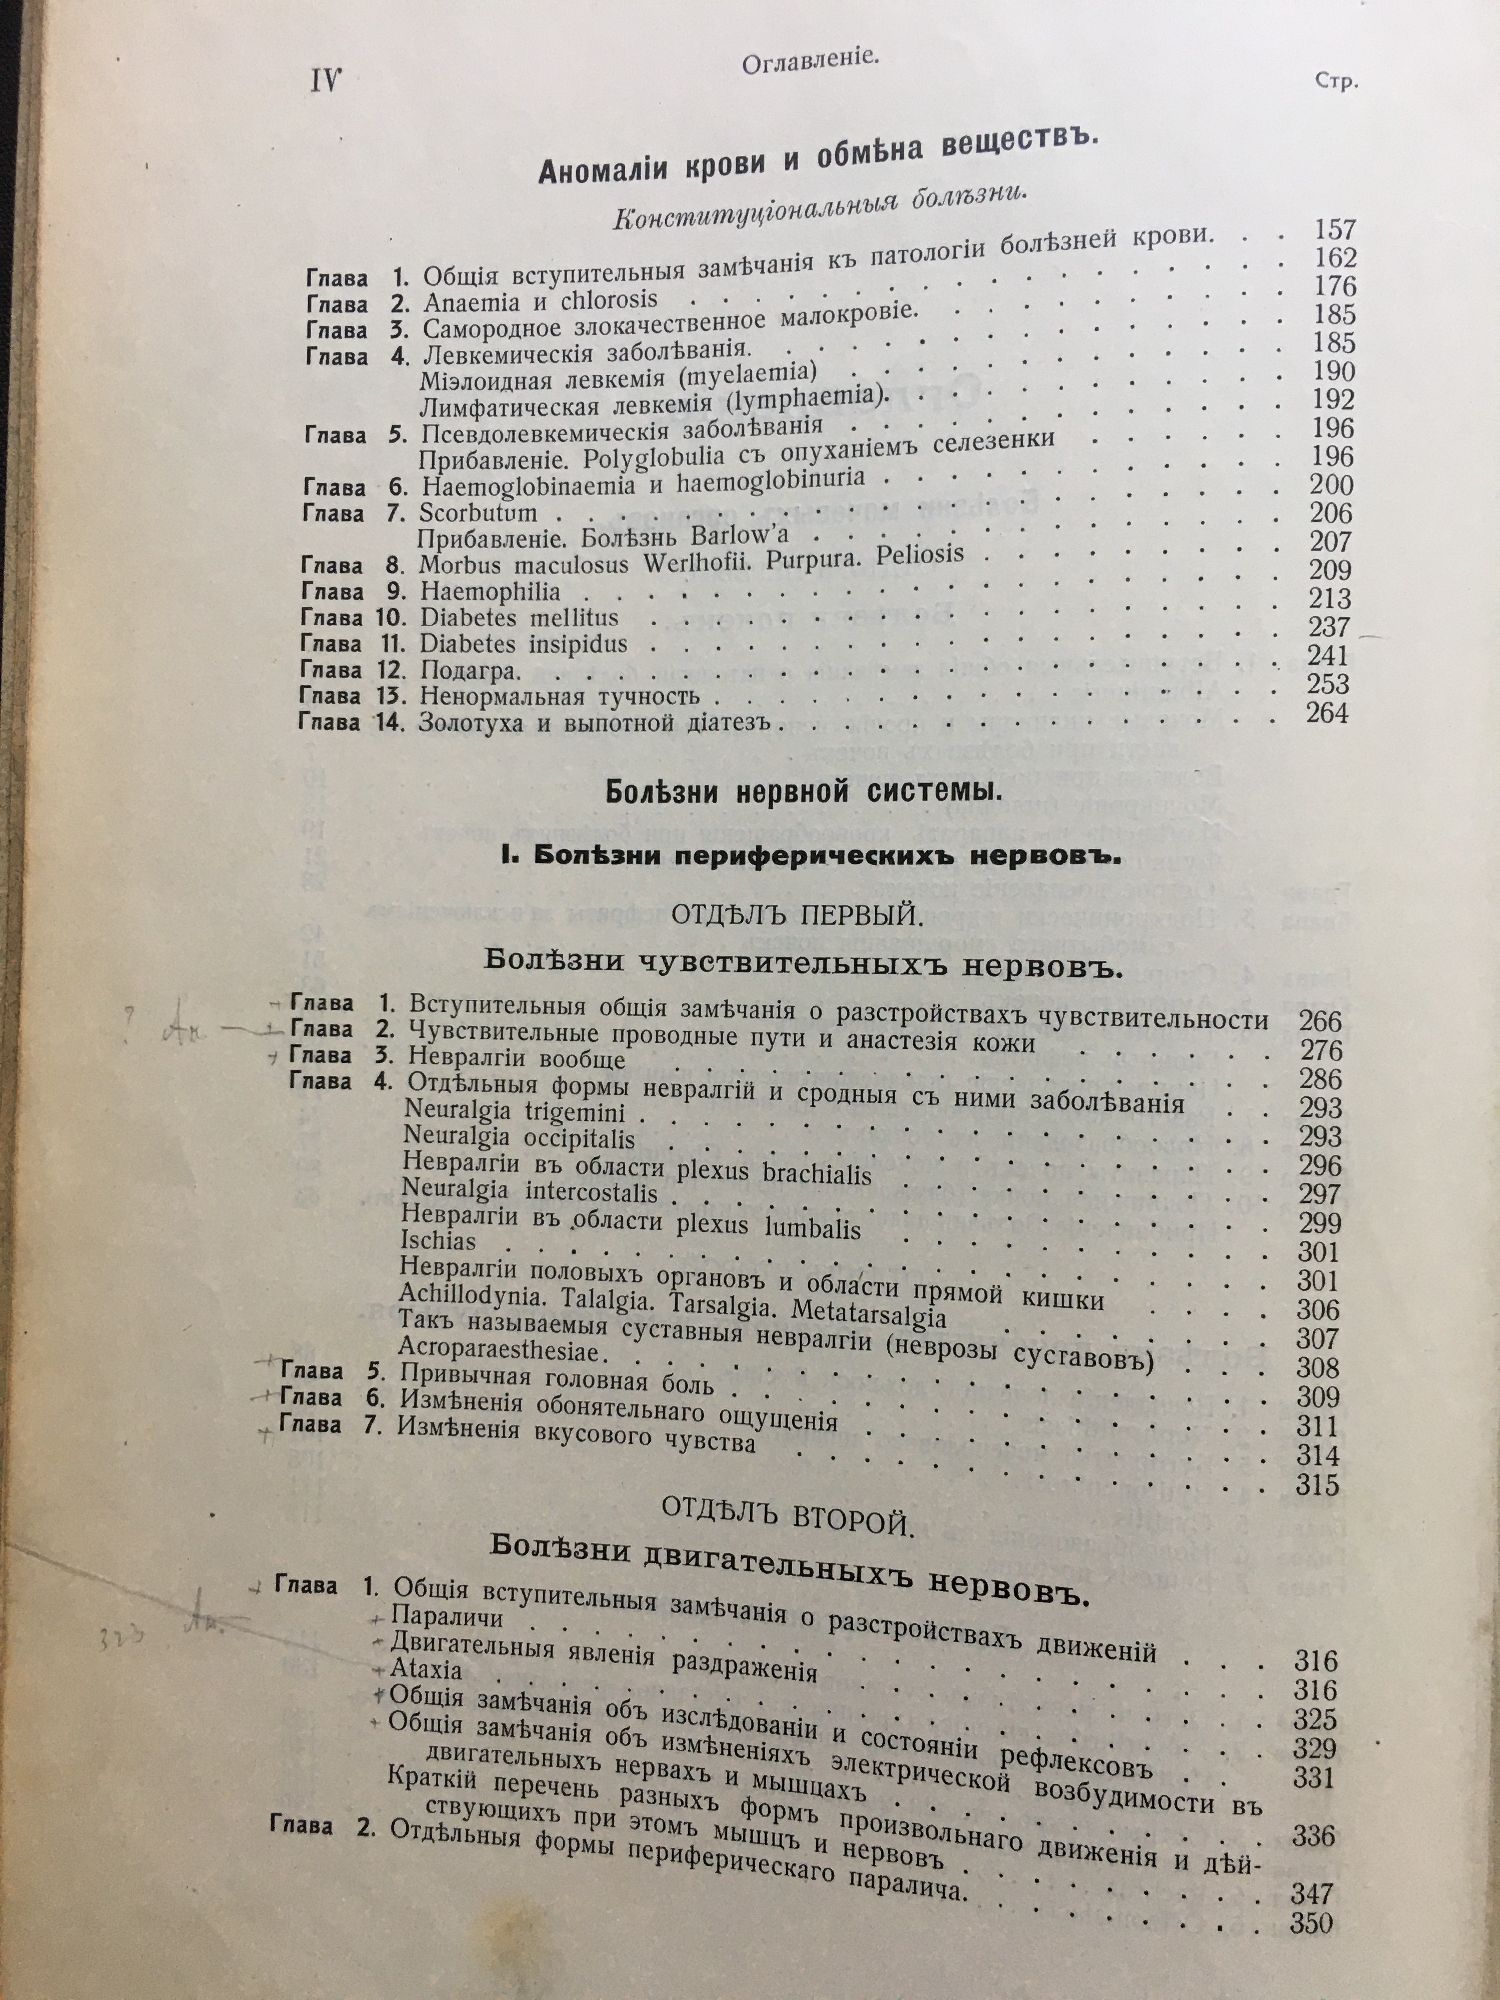 IV
Оглавленіе.
Стр.
Аномаліи крови и обмѣна веществъ.
Конституціональныя болѣзни.
Глава 1. Общія вступительныя замѣчанія къ патологіи болѣзней крови. . . 157
Глава 2. Anaemia и chlorosis . . . . . . . . . . . . 162
Глава 3. Самородное злокачественное малокровіе. . . . . . . . 176
Глава 4. Левкемическія заболѣванія. . . . . . . . . . . 185
Міэлоидная левкемія (myelaemia) . . . . . . . . . 185
Лимфатическая левкемія (lymphaemia). . . . . . . . 190
Глава 5. Псевдолевкемическія заболѣванія . . . . . . . . . 192
Прибавленіе. Polyglobulia съ опуханіемъ селезенки . . . . . 196
Глава 6. Haemoglobinaemia и haemoglobinuria . . . . . . . . 196
Глава 7. Scorbutum . . . . . . . . . . . . . . 200
Прибавленіе. Болѣзнь Barlow'a . . . . . . . . . . 206
Глава 8. Morbus maculosus Werlhofii. Purpura. Peliosis . . . . . . 207
Глава 9. Haemophilia . . . . . . . . . . . . . . 209
Глава 10. Diabetes mellitus . . . . . . . . . . . . 213
Глава 11. Diabetes insipidus . . . . . . . . . . . . 237
Глава 12. Подагра. . . . . . . . . . . . . . . 241
Глава 13. Ненормальная тучность . . . . . . . . . . . 253
Глава 14. Золотуха и выпотной діатезъ . . . . . . . . . . 264
Болѣзни нервной системы.
I. Болѣзни периферическихъ нервовъ.
ОТДѢЛЪ ПЕРВЫЙ.
Болѣзни чувствительныхъ нервовъ.
Глава 1. Вступительныя общія замѣчанія о разстройствахъ чувствительности 266
? Ан. Глава 2. Чувствительные проводные пути и анастезія кожи . . . . . 276
Глава 3. Невралгіи вообще . . . . . . . . . . . . 286
Глава 4. Отдѣльныя формы невралгій и сродныя съ ними заболѣванія . . 293
Neuralgia trigemini . . . . . . . . . . . . . 293
Neuralgia occipitalis . . . . . . . . . . . . 296
Невралгіи въ области plexus brachialis . . . . . . . 297
Neuralgia intercostalis . . . . . . . . . . . . 299
Невралгіи въ области plexus lumbalis . . . . . . . 301
Ischias . . . . . . . . . . . . . . . 301
Невралгіи половыхъ органовъ и области прямой кишки . . . . 306
Achillodynia. Talalgia. Tarsalgia. Metatarsalgia . . . . . . 307
Такъ называемыя суставныя невралгіи (неврозы суставовъ) . . . 308
Acroparaesthesiae. . . . . . . . . . . . . . 309
Глава 5. Привычная головная боль . . . . . . . . . . . 311
Глава 6. Измѣненія обонятельнаго ощущенія . . . . . . . . 314
Глава 7. Измѣненія вкусового чувства . . . . . . . . . . 315
ОТДѢЛЪ ВТОРОЙ.
Болѣзни двигательныхъ нервовъ.
Глава 1. Общія вступительныя замѣчанія о разстройствахъ движеній . . . 316
323 Ан. Параличи . . . . . . . . . . . . . . . 316
Двигательныя явленія раздраженія . . . . . . . . 325
Ataxia . . . . . . . . . . . . . . . 329
Общія замѣчанія объ изслѣдованіи и состояніи рефлексовъ . . 331
Общія замѣчанія объ измѣненіяхъ электрической возбудимости въ
двигательныхъ нервахъ и мышцахъ . . . . . . . . 336
Краткій перечень разныхъ формъ произвольнаго движенія и дѣй-
ствующихъ при этомъ мышцъ и нервовъ . . . . . . . 347
Глава 2. Отдѣльныя формы периферическаго паралича. . . . . . . 350